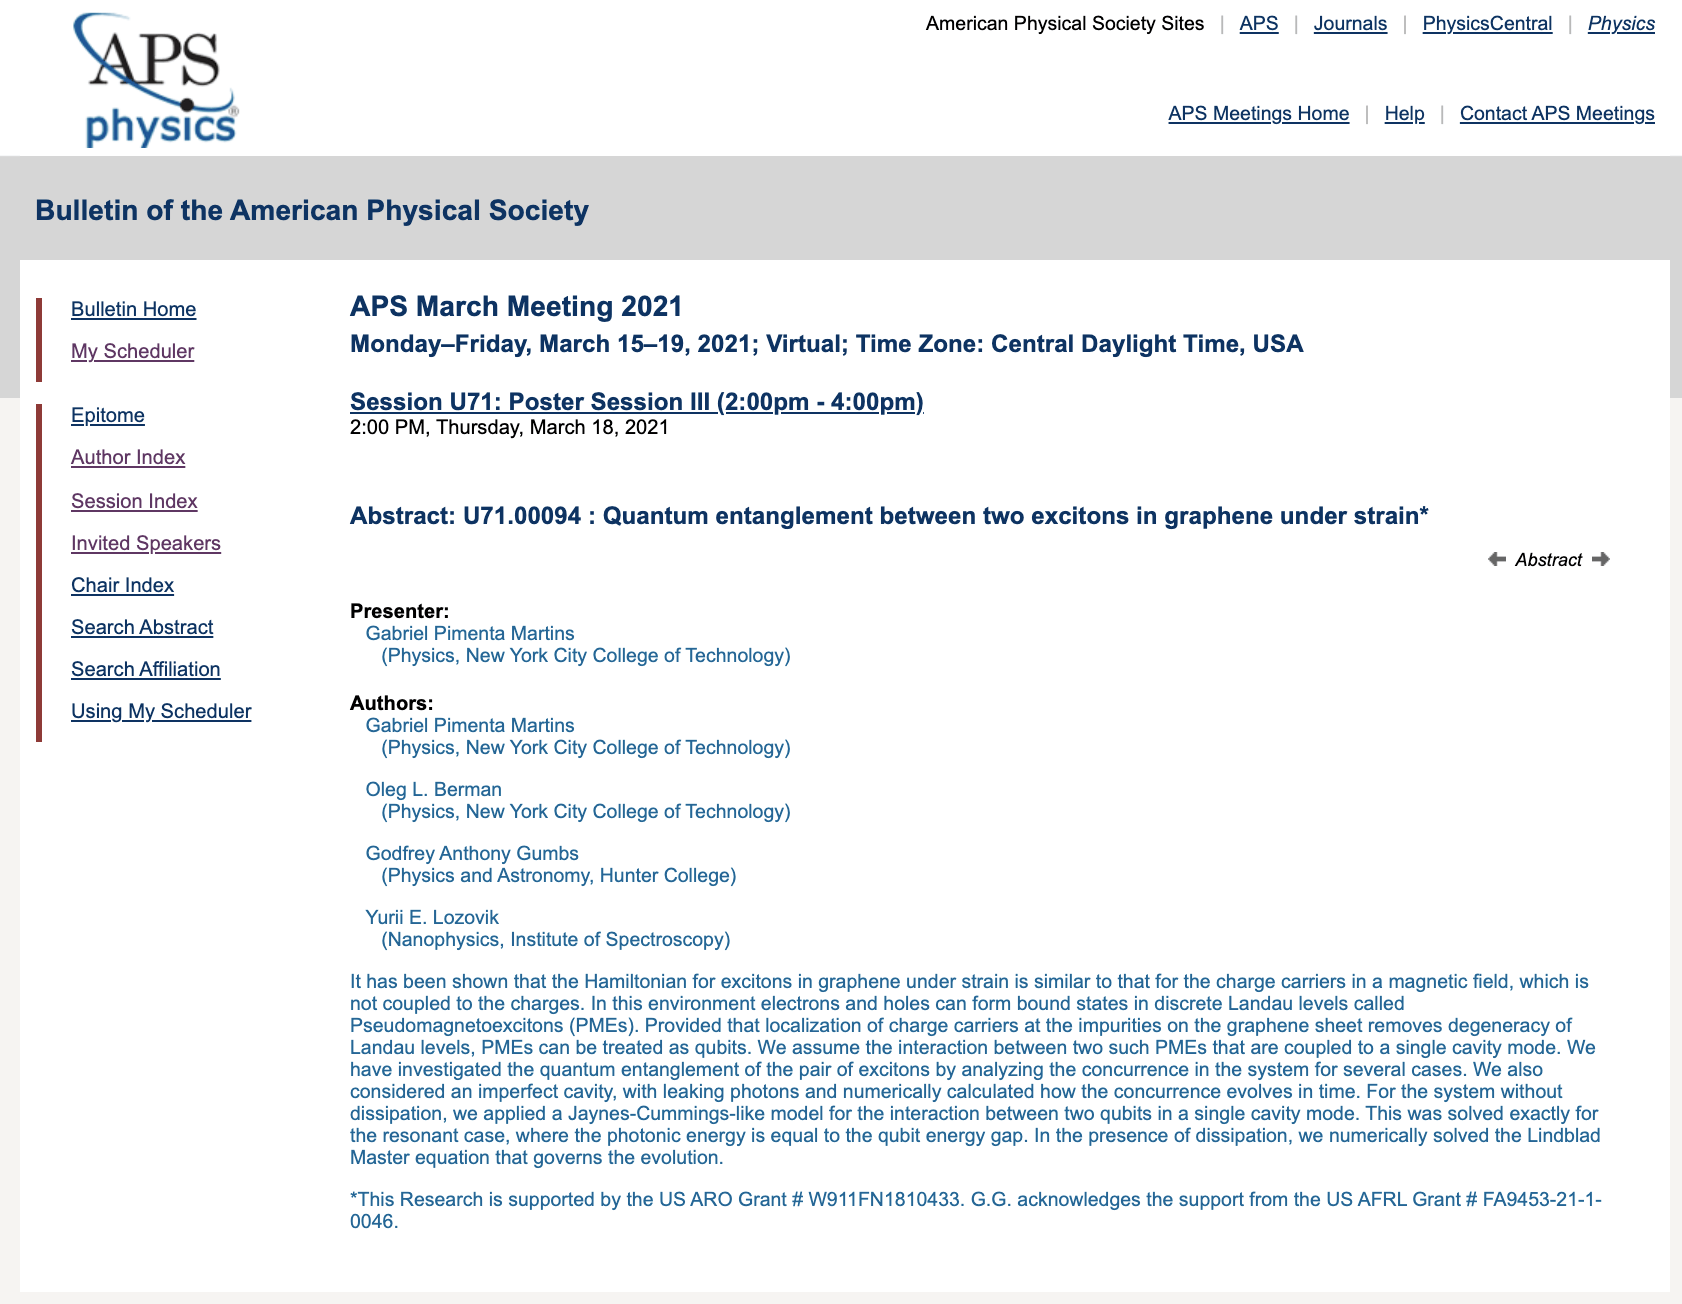 APS
physics®
American Physical Society Sites | APS | Journals | PhysicsCentral | Physics
APS Meetings Home | Help | Contact APS Meetings
Bulletin of the American Physical Society
Bulletin Home
My Scheduler
Epitome
Author Index
Session Index
Invited Speakers
Chair Index
Search Abstract
Search Affiliation
Using My Scheduler
APS March Meeting 2021
Monday–Friday, March 15–19, 2021; Virtual; Time Zone: Central Daylight Time, USA
Session U71: Poster Session III (2:00pm - 4:00pm)
2:00 PM, Thursday, March 18, 2021
Abstract: U71.00094 : Quantum entanglement between two excitons in graphene under strain*
Abstract
Presenter:
Gabriel Pimenta Martins
(Physics, New York City College of Technology)
Authors:
Gabriel Pimenta Martins
(Physics, New York City College of Technology)
Oleg L. Berman
(Physics, New York City College of Technology)
Godfrey Anthony Gumbs
(Physics and Astronomy, Hunter College)
Yurii E. Lozovik
(Nanophysics, Institute of Spectroscopy)
It has been shown that the Hamiltonian for excitons in graphene under strain is similar to that for the charge carriers in a magnetic field, which is
not coupled to the charges. In this environment electrons and holes can form bound states in discrete Landau levels called
Pseudomagnetoexcitons (PMEs). Provided that localization of charge carriers at the impurities on the graphene sheet removes degeneracy of
Landau levels, PMEs can be treated as qubits. We assume the interaction between two such PMEs that are coupled to a single cavity mode. We
have investigated the quantum entanglement of the pair of excitons by analyzing the concurrence in the system for several cases. We also
considered an imperfect cavity, with leaking photons and numerically calculated how the concurrence evolves in time. For the system without
dissipation, we applied a Jaynes-Cummings-like model for the interaction between two qubits in a single cavity mode. This was solved exactly for
the resonant case, where the photonic energy is equal to the qubit energy gap. In the presence of dissipation, we numerically solved the Lindblad
Master equation that governs the evolution.
*This Research is supported by the US ARO Grant # W911FN1810433. G.G. acknowledges the support from the US AFRL Grant # FA9453-21-1-
0046.